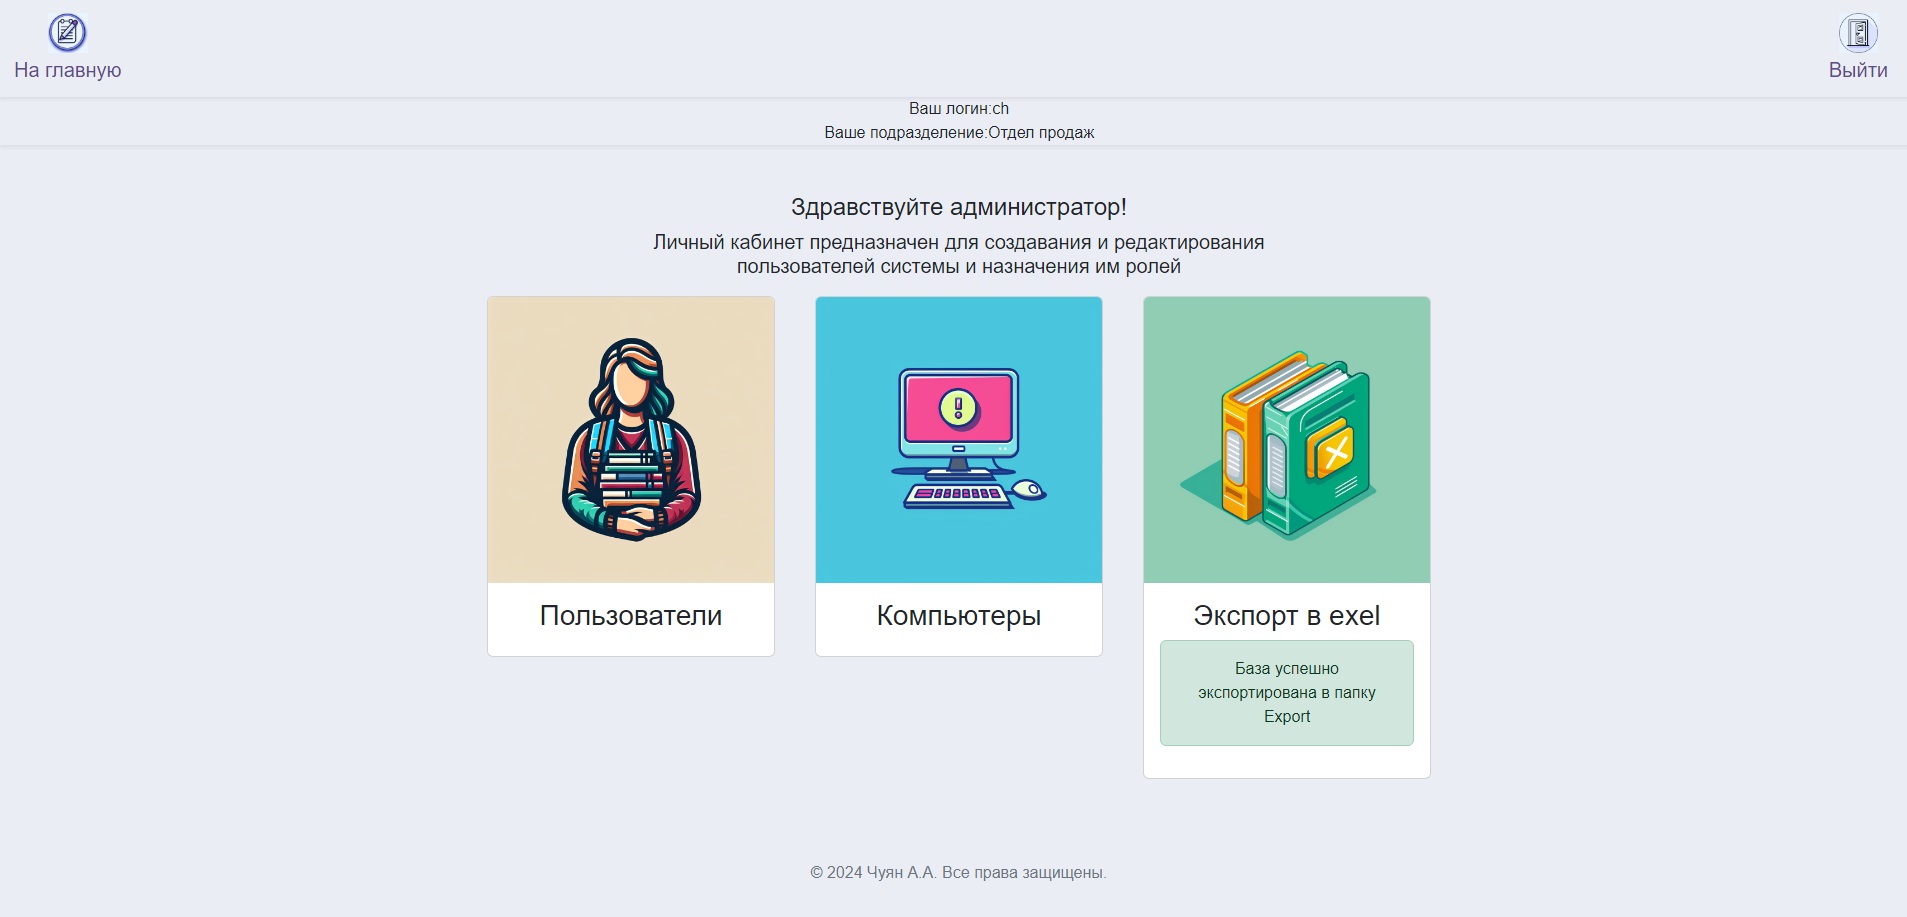 На главную
Выйти
Ваш логин:ch
Ваше подразделение:Отдел продаж
Здравствуйте администратор!
Личный кабинет предназначен для создавания и редактирования
пользователей системы и назначения им ролей
Пользователи
Компьютеры
Экспорт в exel
База успешно
экспортирована в папку
Export
© 2024 Чуян А.А. Все права защищены.